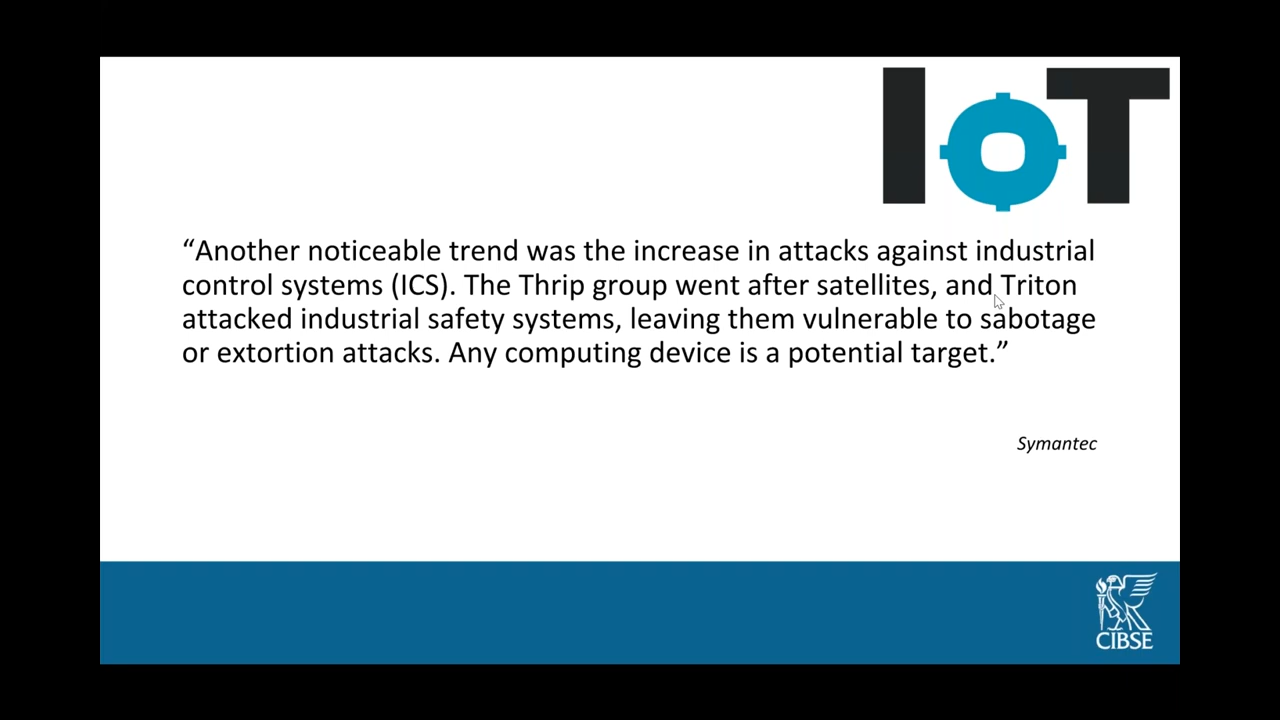 IoT
“Another noticeable trend was the increase in attacks against industrial
control systems (ICS). The Thrip group went after satellites, and Triton
attacked industrial safety systems, leaving them vulnerable to sabotage
or extortion attacks. Any computing device is a potential target.”
Symantec
CIBSE